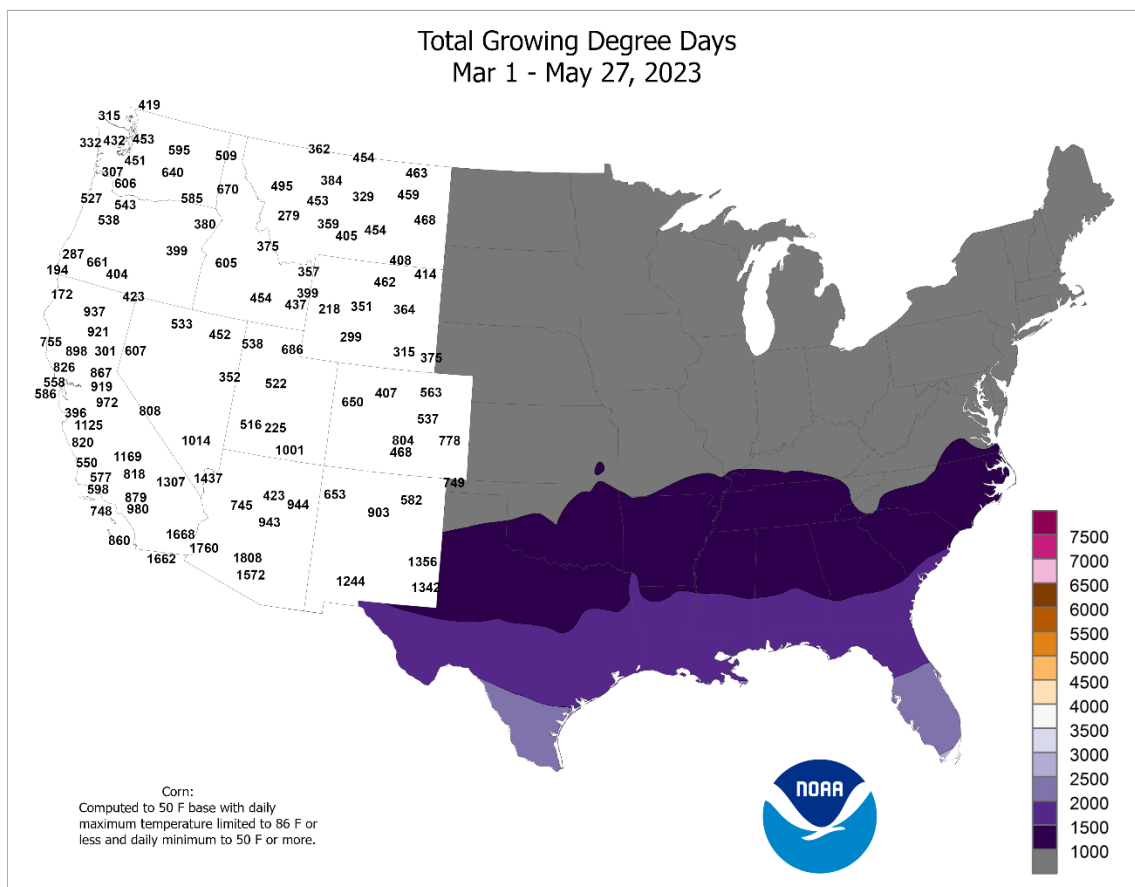 Total Growing Degree Days
Mar 1 - May 27, 2023
419
315
332 432 453
595 509 362 454
451
307 640 463
606 670 495 384
527 543 585 453 329 459
538 380 279 359 454 468
399 375 405
287 661 605 408
194 404 357 414
172 423 454 399 462
937 437 218 351 364
533 452
921 299
755 898 301 607 538 686 315 375
826 867
558 919 352 522 407 563
586 972 808 650
396 537
1125 516 225
820 1014 804 778
1001 468
550 1169
577 818 1307 1437 749
598 423 653 582
879 745 944
748 980 943 903
860 1668
1662 1760 1808 1356
1572 1244 1342
7500
7000
6500
6000
5500
5000
4500
4000
3500
3000
2500
2000
1500
1000
NOAA
Corn:
Computed to 50 F base with daily
maximum temperature limited to 86 F or
less and daily minimum to 50 F or more.